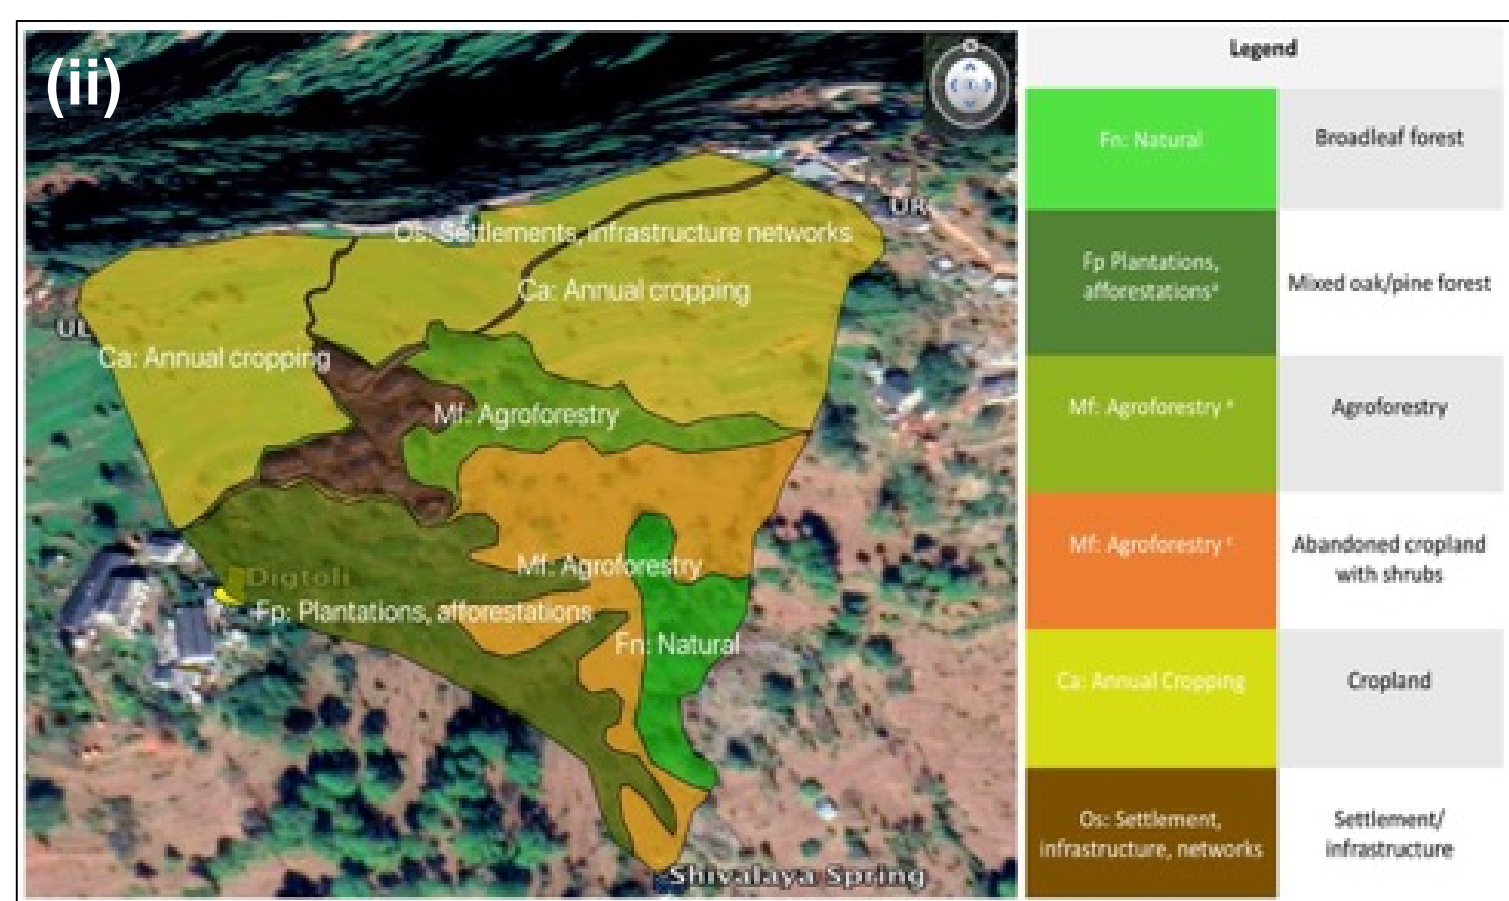 (ii)
UR
Os: Settlements, infrastructure networks
Ca: Annual cropping
UL
Ca: Annual cropping
Mf: Agroforestry
Mf: Agroforestry
Digtoli
Fp: Plantations, afforestations
Fn: Natural
Shivalaya Spring
Legend
Fn: Natural
Broadleaf forest
Fp Plantations,
afforestationsᵃ
Mixed oak/pine forest
Mf: Agroforestry
Agroforestry
Mf: Agroforestry
Abandoned cropland
with shrubs
Ca: Annual Cropping
Cropland
Os: Settlement,
infrastructure, networks
Settlement/
infrastructure